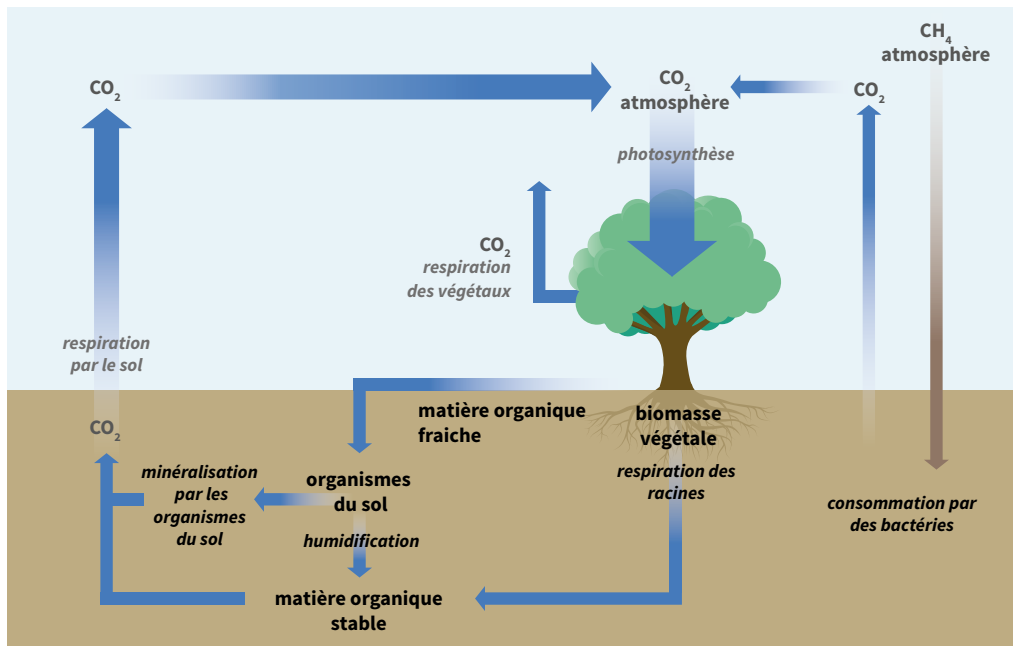 CH₄
atmosphère
CO₂
CO₂
atmosphère
CO₂
photosynthèse
CO₂
respiration
des végétaux
respiration
par le sol
CO₂
matière organique
fraiche
biomasse
végétale
respiration des
racines
minéralisation
par les
organismes
du sol
organismes
du sol
humidification
consommation par
des bactéries
matière organique
stable